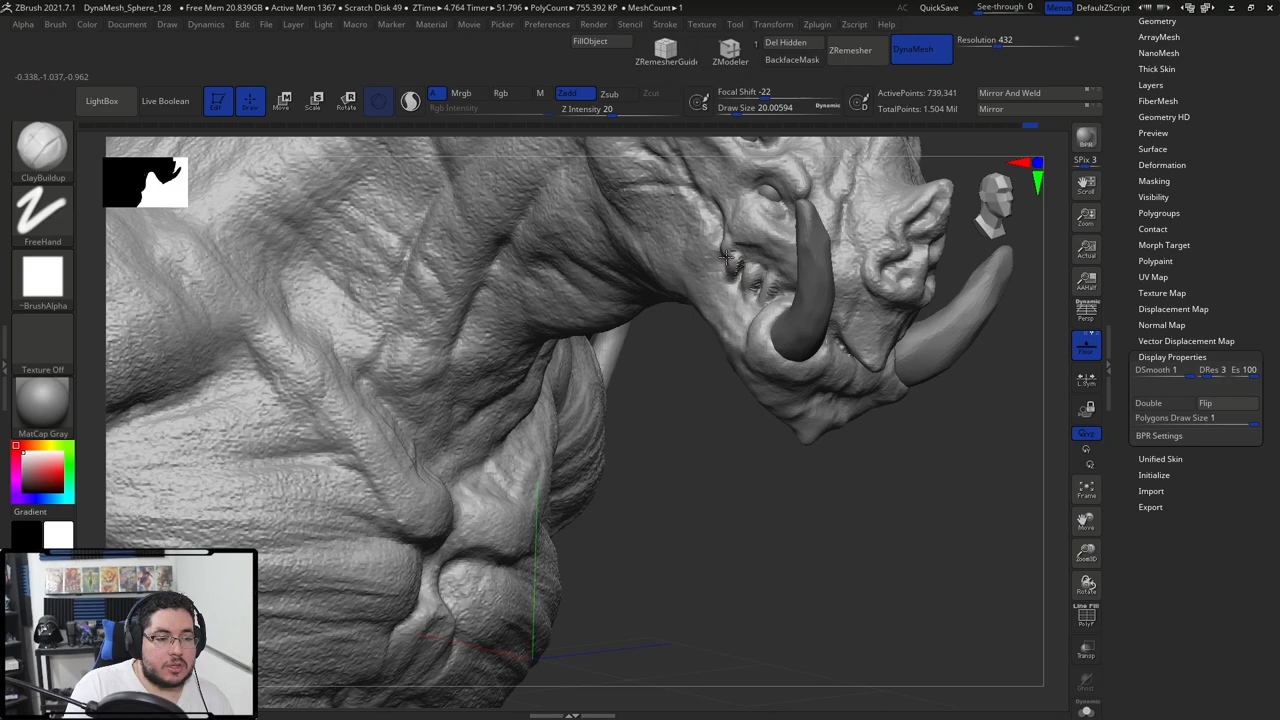 ZBrush 2021.7.1 DynaMesh_Sphere_128 • Free Mem 20.839GB • Active Mem 1367 • Scratch Disk 49 • ZTime▸4.764 Timer▸51.796 • PolyCount▸755.392 KP • MeshCount▸1 AC QuickSave See-through 0 Menus DefaultZScript
Alpha Brush Color Document Draw Dynamics Edit File Layer Light Macro Marker Material Movie Picker Preferences Render Stencil Stroke Texture Tool Transform Zplugin Zscript Help
FillObject
ZRemesherGuide
ZModeler
1
Del Hidden
BackfaceMask
ZRemesher
DynaMesh
Resolution 432
-0.338,-1.037,-0.962
LightBox
Live Boolean
Edit
Draw
Move
Scale
Rotate
A Mrgb Rgb M Zadd Zsub Zcut
Rgb Intensity
Z Intensity 20
Focal Shift -22
Draw Size 20.00594
Dynamic
S
D
ActivePoints: 739,341
TotalPoints: 1.504 Mil
Mirror And Weld
Mirror
ClayBuildup
FreeHand
~BrushAlpha
Texture Off
MatCap Gray
Gradient
BPR
SPix 3
Scroll
Zoom
Actual
AAHalf
Dynamic
Persp
Floor
L.Sym
XYZ
Frame
Move
Zoom3D
Rotate
Line Fill
PolyF
Transp
Ghost
Geometry
ArrayMesh
NanoMesh
Thick Skin
Layers
FiberMesh
Geometry HD
Preview
Surface
Deformation
Masking
Visibility
Polygroups
Contact
Morph Target
Polypaint
UV Map
Texture Map
Displacement Map
Normal Map
Vector Displacement Map
Display Properties
DSmooth 1 DRes 3 Es 100
Double Flip
Polygons Draw Size 1
BPR Settings
Unified Skin
Initialize
Import
Export